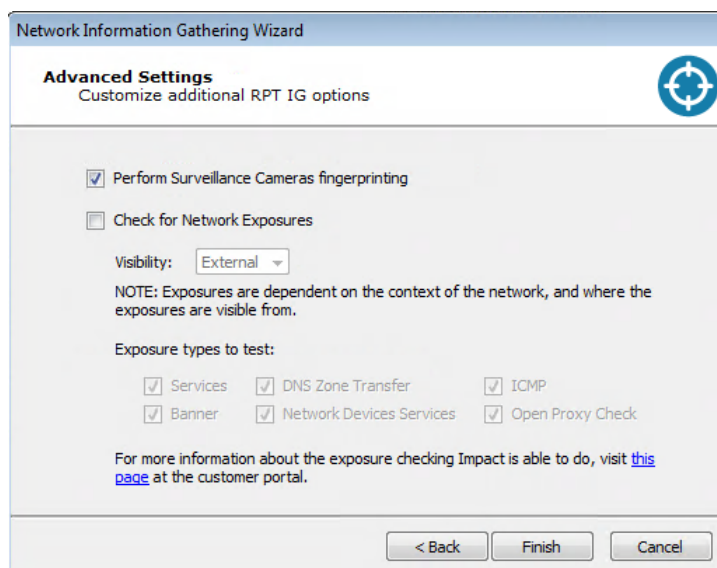 Network Information Gathering Wizard
Advanced Settings
Customize additional RPT IG options
Perform Surveillance Cameras fingerprinting
Check for Network Exposures
Visibility: External
NOTE: Exposures are dependent on the context of the network, and where the
exposures are visible from.
Exposure types to test:
Services DNS Zone Transfer ICMP
Banner Network Devices Services Open Proxy Check
For more information about the exposure checking Impact is able to do, visit this
page at the customer portal.
< Back Finish Cancel